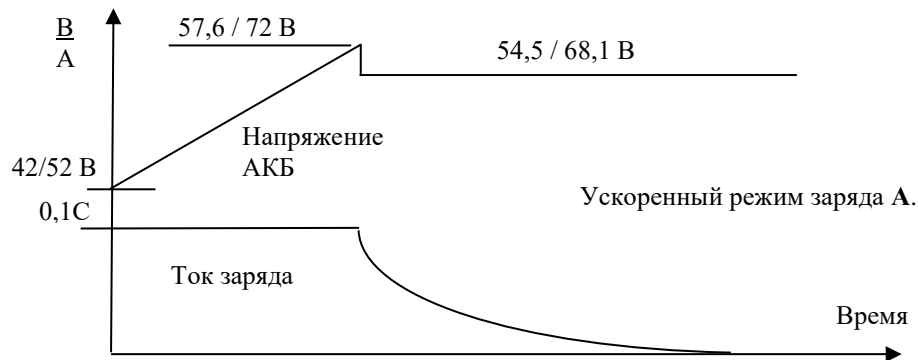 В
А
57,6 / 72 В
54,5 / 68,1 В
Напряжение
АКБ
42/52 В
Ускоренный режим заряда А.
0,1С
Ток заряда
Время